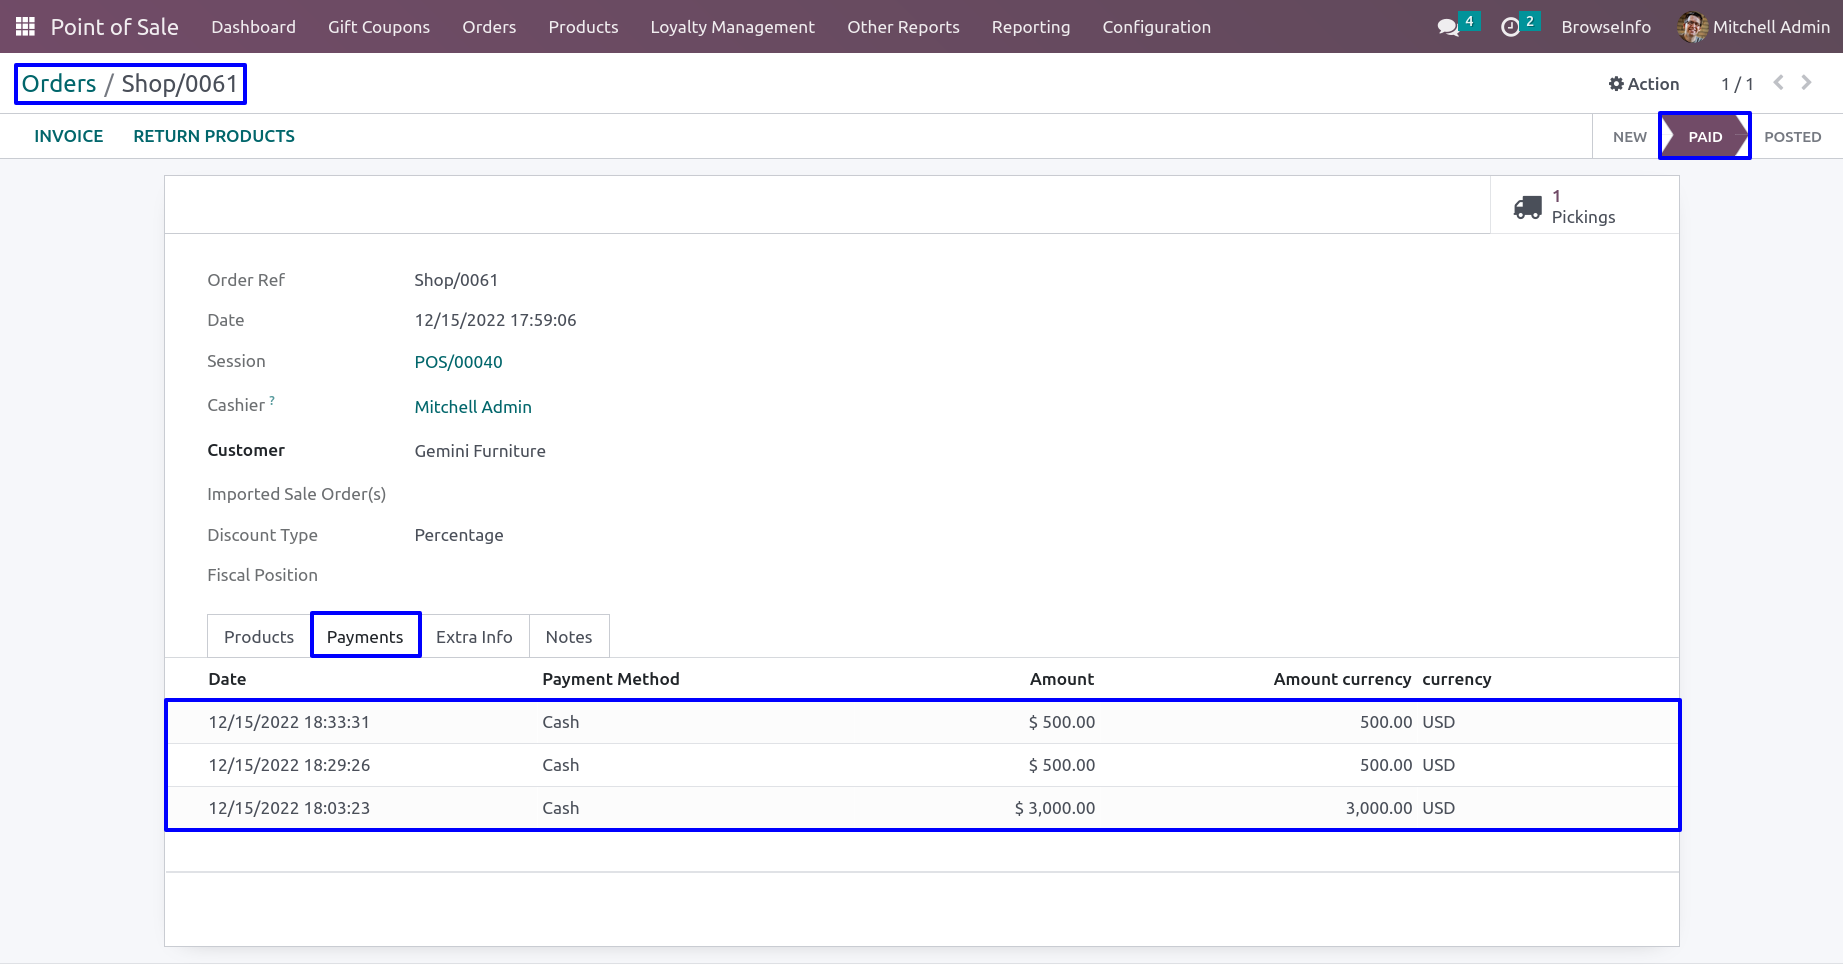 Point of Sale Dashboard Gift Coupons Orders Products Loyalty Management Other Reports Reporting Configuration 4 2 BrowseInfo Mitchell Admin
Orders / Shop/0061 Action 1 / 1
INVOICE RETURN PRODUCTS NEW PAID POSTED
1
Pickings
Order Ref Shop/0061
Date 12/15/2022 17:59:06
Session POS/00040
Cashier ? Mitchell Admin
Customer Gemini Furniture
Imported Sale Order(s)
Discount Type Percentage
Fiscal Position
Products Payments Extra Info Notes
Date Payment Method Amount Amount currency currency
12/15/2022 18:33:31 Cash $ 500.00 500.00 USD
12/15/2022 18:29:26 Cash $ 500.00 500.00 USD
12/15/2022 18:03:23 Cash $ 3,000.00 3,000.00 USD